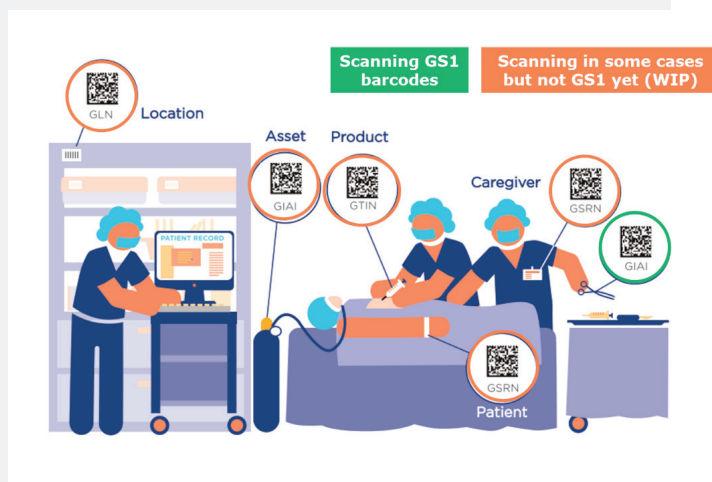 Scanning GS1
barcodes
Scanning in some cases
but not GS1 yet (WIP)
GLN
Location
Asset
Product
GIAI
GTIN
Caregiver
GSRN
GIAI
PATIENT RECORD
GSRN
Patient